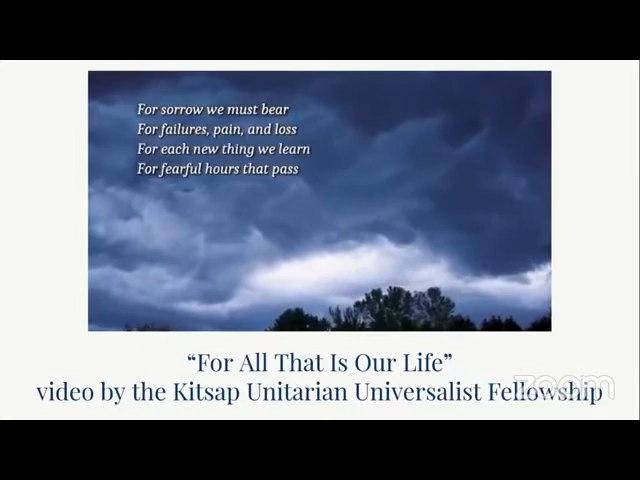 For sorrow we must bear
For failures, pain, and loss
For each new thing we learn
For fearful hours that pass
“For All That Is Our Life”
video by the Kitsap Unitarian Universalist Fellowship
zoom